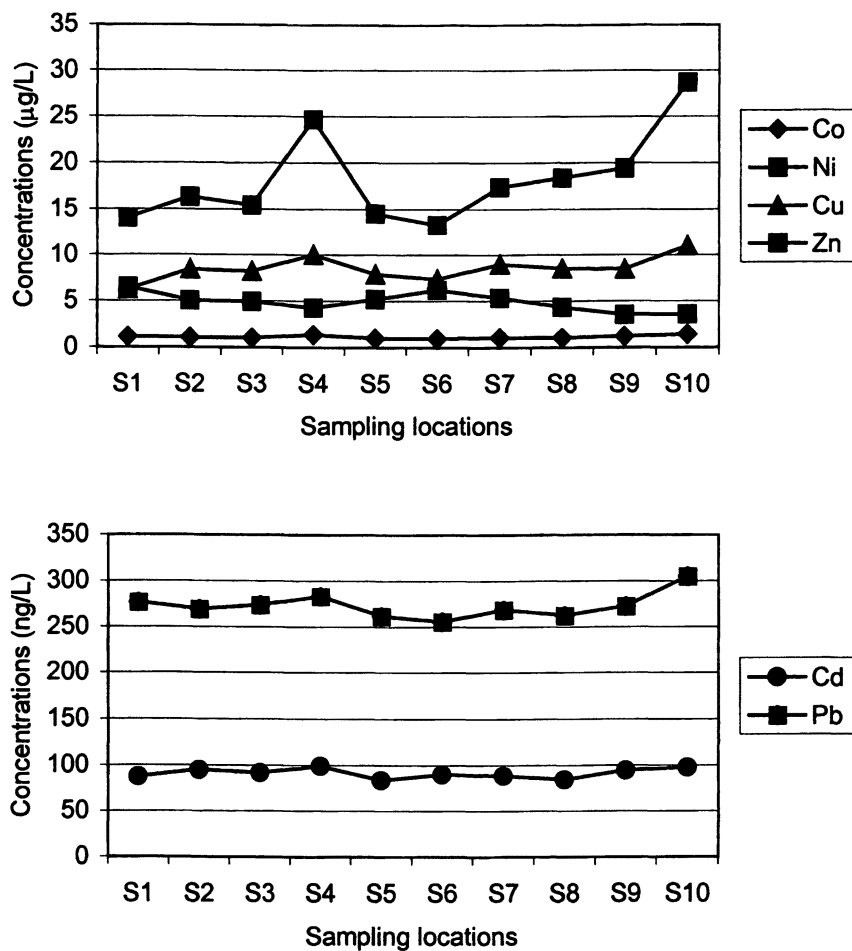 35
30
25
20
15
10
5
0
Concentrations (µg/L)
S1 S2 S3 S4 S5 S6 S7 S8 S9 S10
Sampling locations
Co
Ni
Cu
Zn
350
300
250
200
150
100
50
0
Concentrations (ng/L)
S1 S2 S3 S4 S5 S6 S7 S8 S9 S10
Sampling locations
Cd
Pb